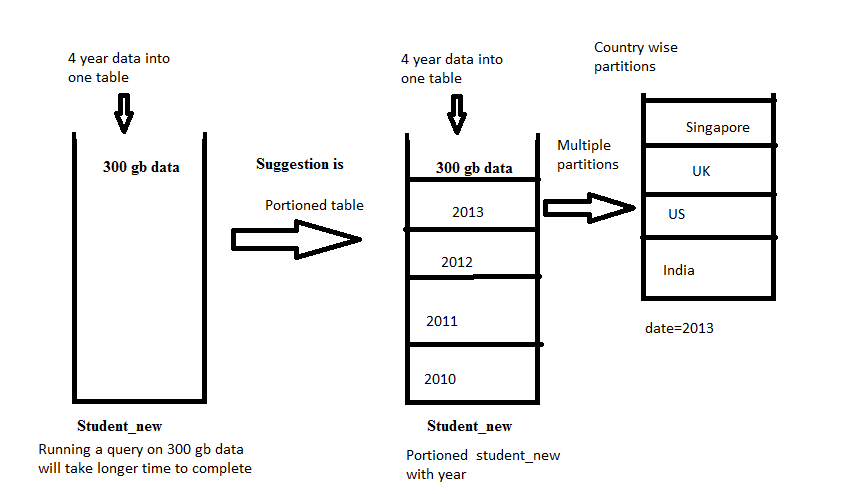 4 year data into
one table
300 gb data
Student_new
Running a query on 300 gb data
will take longer time to complete
Suggestion is
Portioned table
4 year data into
one table
300 gb data
2013
2012
2011
2010
Student_new
Portioned student_new
with year
Multiple
partitions
Country wise
partitions
Singapore
UK
US
India
date=2013